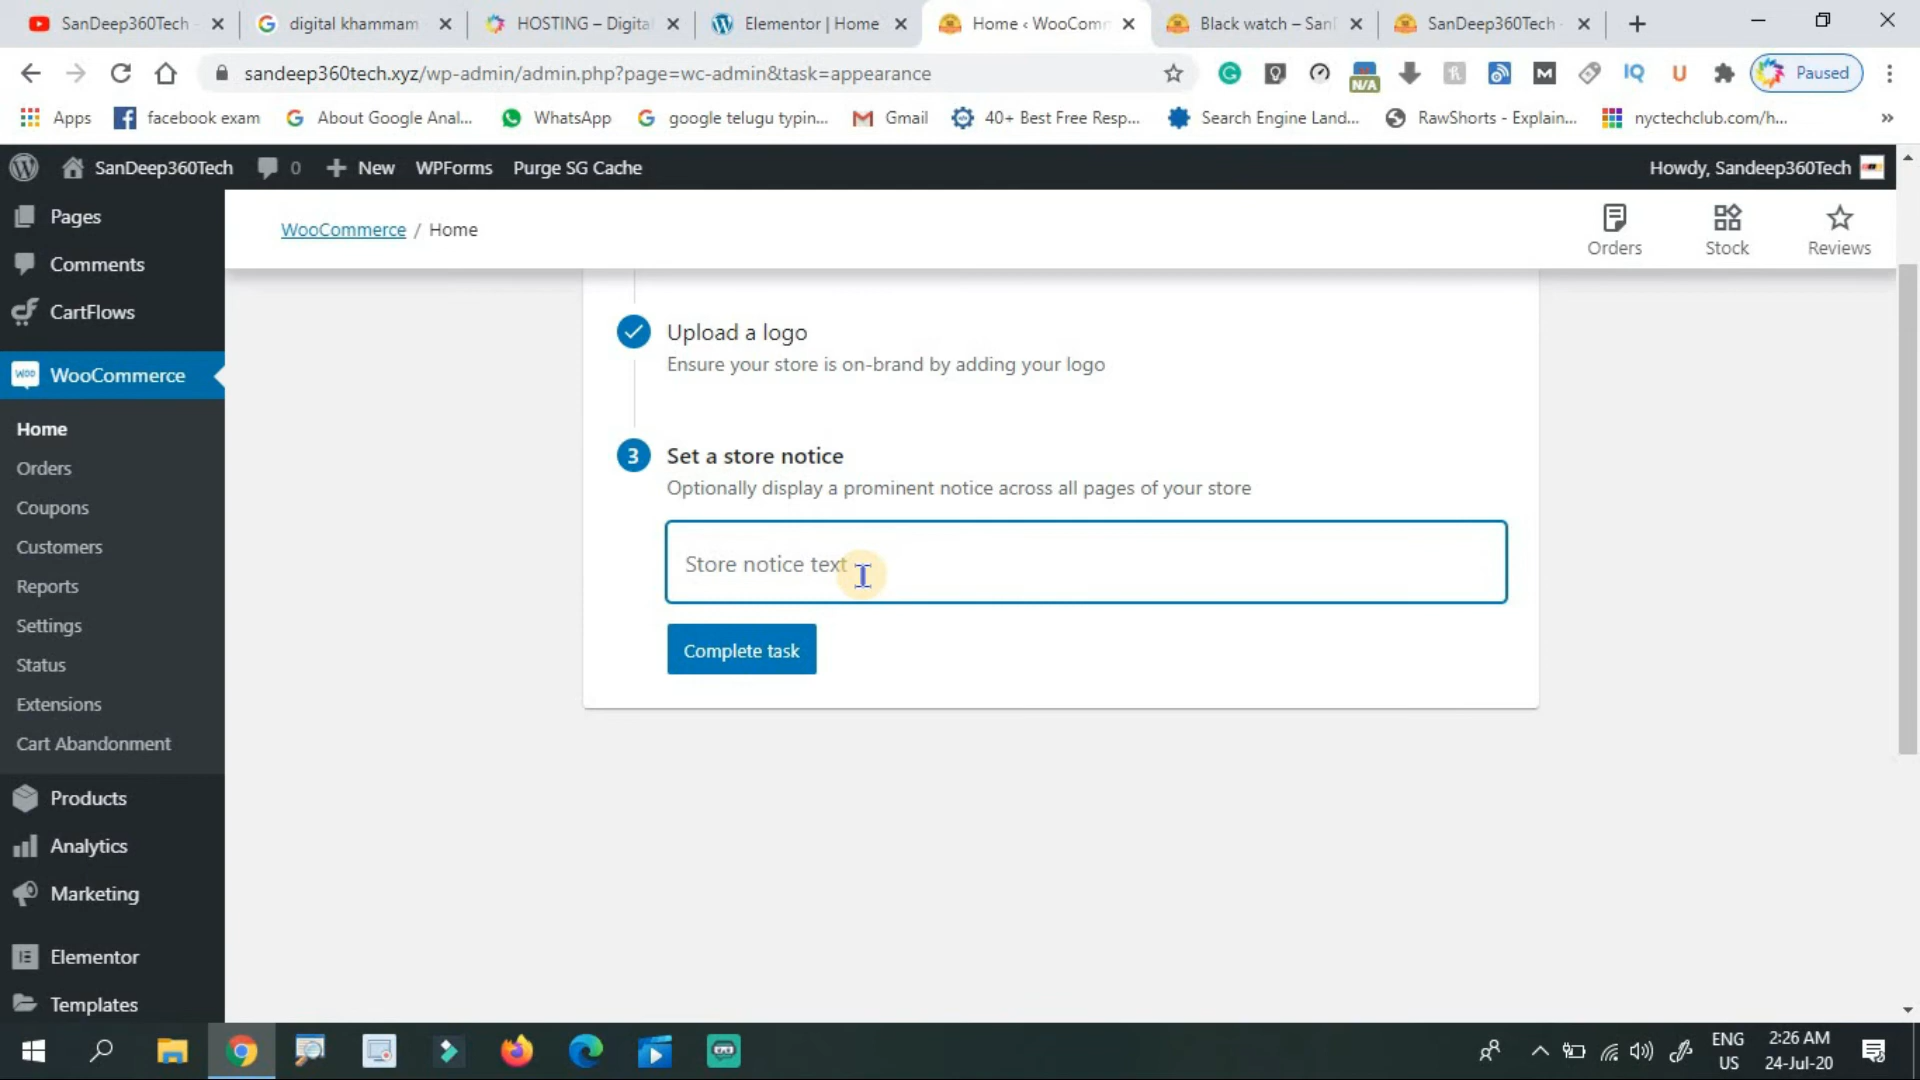 SanDeep360Tech -
digital khammam
HOSTING – Digita
Elementor | Home
Home ‹ WooComm
Black watch – San
SanDeep360Tech -
sandeep360tech.xyz/wp-admin/admin.php?page=wc-admin&task=appearance
N/A
IQ
Paused
Apps
facebook exam
About Google Anal...
WhatsApp
google telugu typin...
Gmail
40+ Best Free Resp...
Search Engine Land...
RawShorts - Explain...
nyctechclub.com/h...
»
SanDeep360Tech
0
New
WPForms
Purge SG Cache
Howdy, Sandeep360Tech
Pages
Comments
CartFlows
WooCommerce
Home
Orders
Coupons
Customers
Reports
Settings
Status
Extensions
Cart Abandonment
Products
Analytics
Marketing
Elementor
Templates
WooCommerce / Home
Orders
Stock
Reviews
Upload a logo
Ensure your store is on-brand by adding your logo
3
Set a store notice
Optionally display a prominent notice across all pages of your store
Store notice text
Complete task
ENG
US
2:26 AM
24-Jul-20